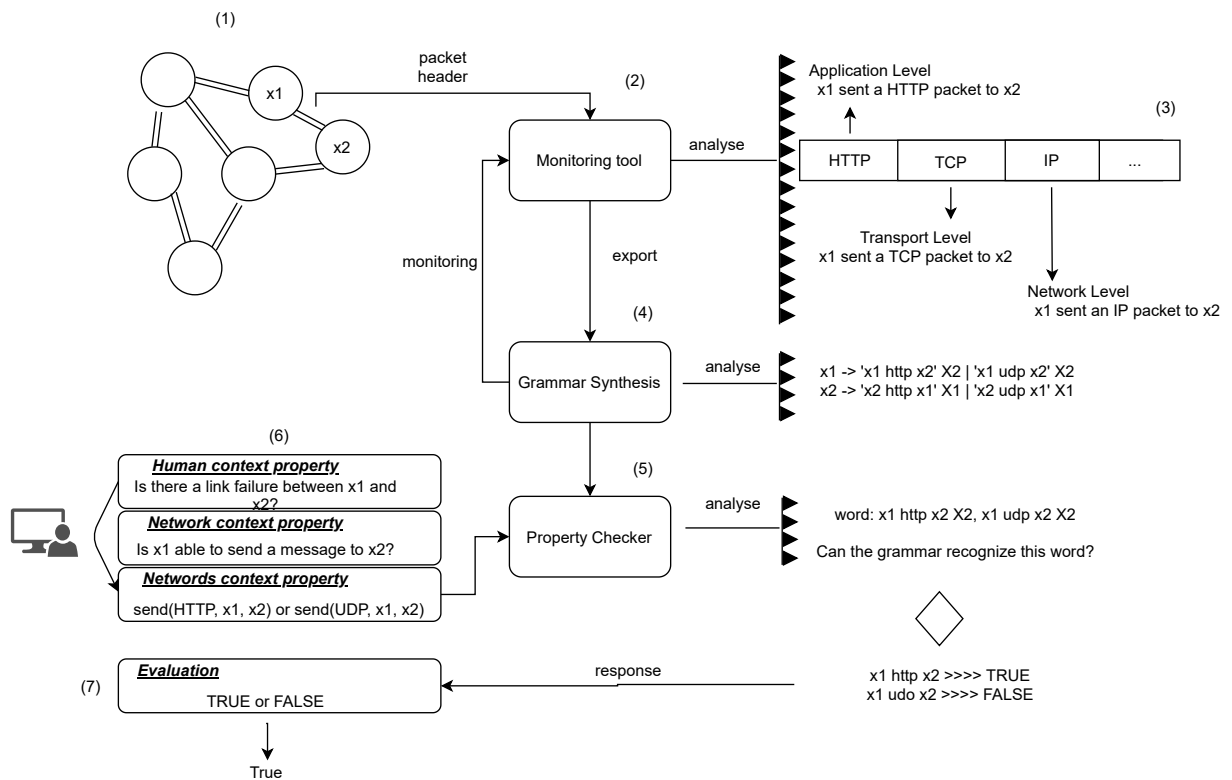 (1)
x1
x2
packet
header
(2)
Monitoring tool
analyse
Application Level
x1 sent a HTTP packet to x2
(3)
HTTP
TCP
IP
...
Transport Level
x1 sent a TCP packet to x2
Network Level
x1 sent an IP packet to x2
monitoring
export
(4)
Grammar Synthesis
analyse
x1 -> 'x1 http x2' X2 | 'x1 udp x2' X2
x2 -> 'x2 http x1' X1 | 'x2 udp x1' X1
(6)
Human context property
Is there a link failure between x1 and
x2?
Network context property
Is x1 able to send a message to x2?
Networds context property
send(HTTP, x1, x2) or send(UDP, x1, x2)
(5)
Property Checker
analyse
word: x1 http x2 X2, x1 udp x2 X2
Can the grammar recognize this word?
x1 http x2 >>>> TRUE
x1 udo x2 >>>> FALSE
response
(7)
Evaluation
TRUE or FALSE
True